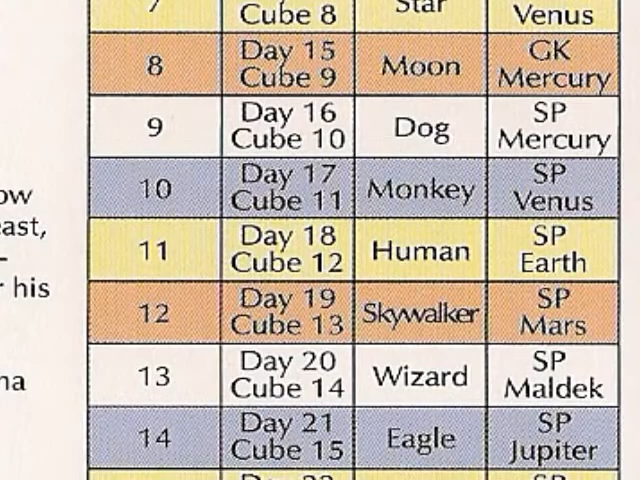 7
Cube 8
Star
Venus
8
Day 15
Cube 9
Moon
GK
Mercury
9
Day 16
Cube 10
Dog
SP
Mercury
10
Day 17
Cube 11
Monkey
SP
Venus
11
Day 18
Cube 12
Human
SP
Earth
12
Day 19
Cube 13
Skywalker
SP
Mars
13
Day 20
Cube 14
Wizard
SP
Maldek
14
Day 21
Cube 15
Eagle
SP
Jupiter
ow
east,
–
r his
na